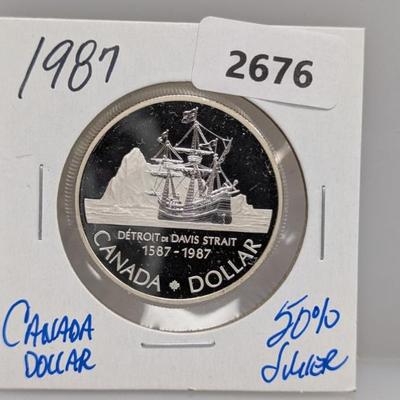 1987
2676
DÉTROIT DE DAVIS STRAIT
1587-1987
CANADA DOLLAR
CANADA
DOLLAR
50%
SILVER